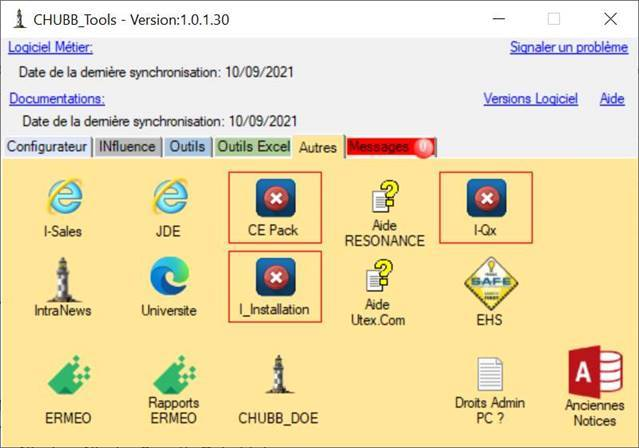 CHUBB_Tools - Version:1.0.1.30
Logiciel Métier:
Signaler un problème
Date de la dernière synchronisation: 10/09/2021
Documentations:
Versions Logiciel
Aide
Date de la dernière synchronisation: 10/09/2021
Configurateur
INfluence
Outils
Outils Excel
Autres
Messages 0
I-Sales
JDE
CE Pack
Aide
RESONANCE
I-Qx
IntraNews
Universite
I_Installation
Aide
Utex.Com
SAFE
EHS
ERMEO
Rapports
ERMEO
CHUBB_DOE
Droits Admin
PC ?
Anciennes
Notices